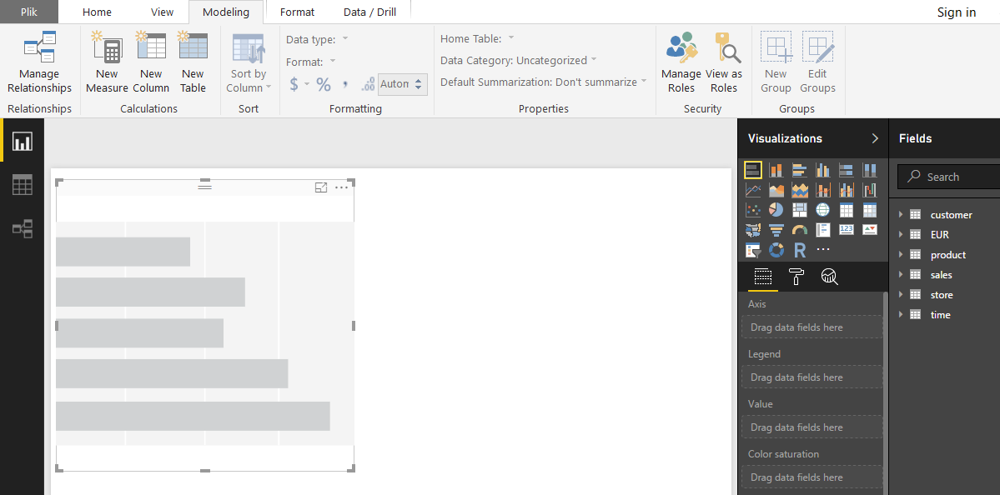 Plik Home View Modeling Format Data / Drill Sign in
Manage Relationships
New Measure
New Column
New Table
Sort by Column
Data type:
Format:
$ % , .00 Auton
Home Table:
Data Category: Uncategorized
Default Summarization: Don't summarize
Manage Roles
View as Roles
New Group
Edit Groups
Relationships Calculations Sort Formatting Properties Security Groups
Visualizations
123
R
Axis
Drag data fields here
Legend
Drag data fields here
Value
Drag data fields here
Color saturation
Drag data fields here
Fields
Search
customer
EUR
product
sales
store
time